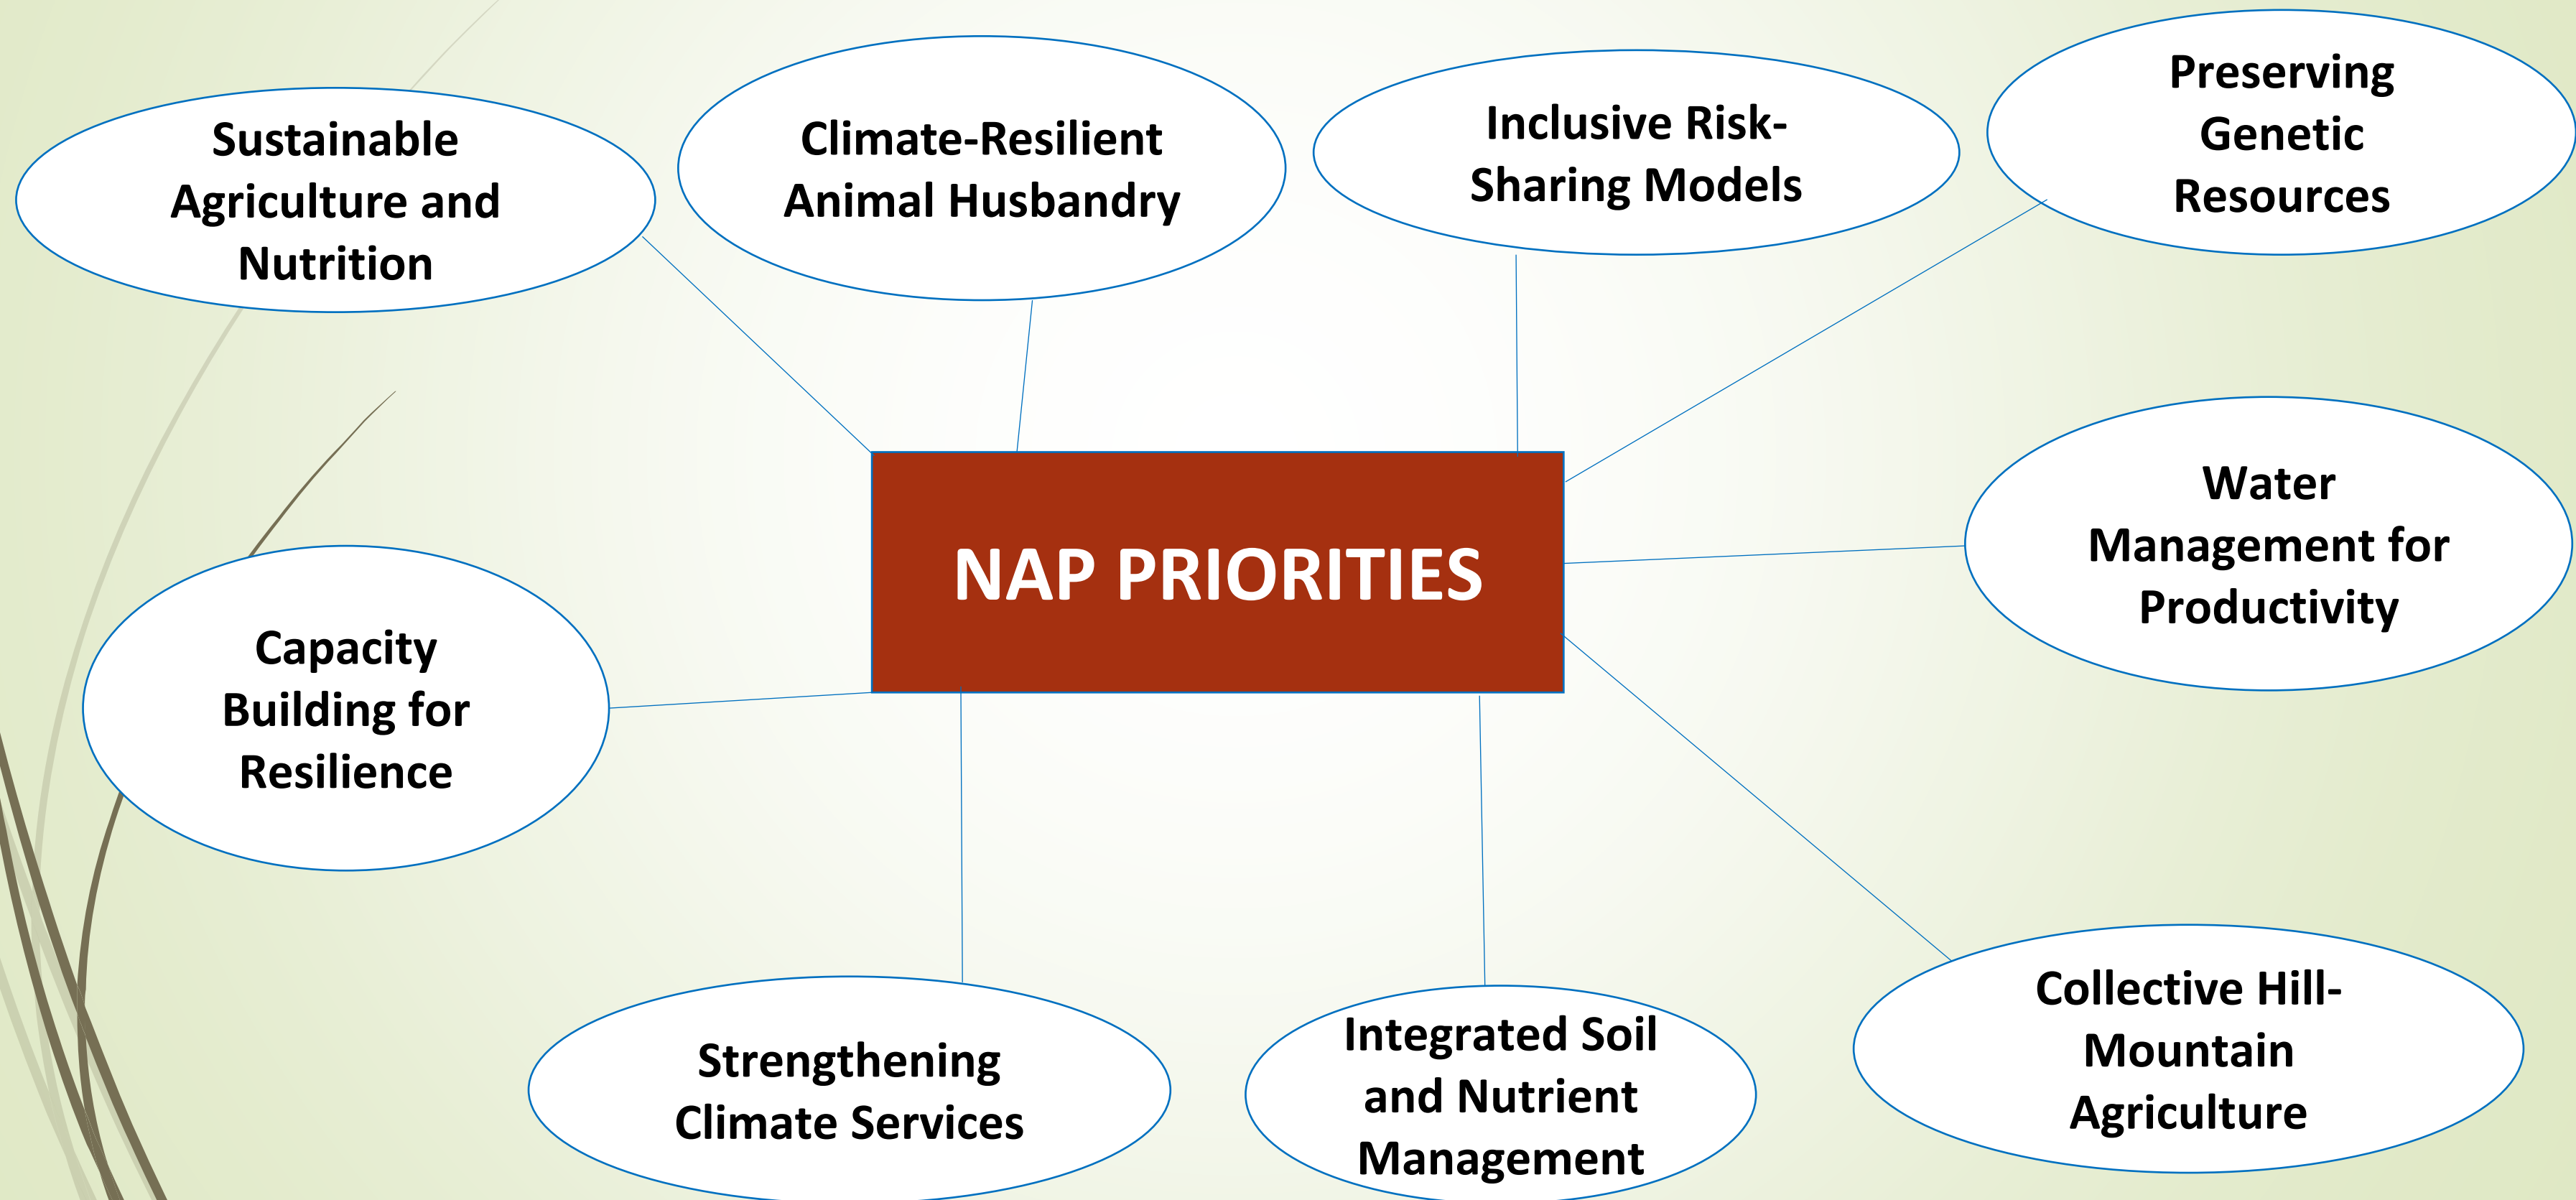 Sustainable
Agriculture and
Nutrition
Climate-Resilient
Animal Husbandry
Inclusive Risk-
Sharing Models
Preserving
Genetic
Resources
NAP PRIORITIES
Water
Management for
Productivity
Capacity
Building for
Resilience
Strengthening
Climate Services
Integrated Soil
and Nutrient
Management
Collective Hill-
Mountain
Agriculture